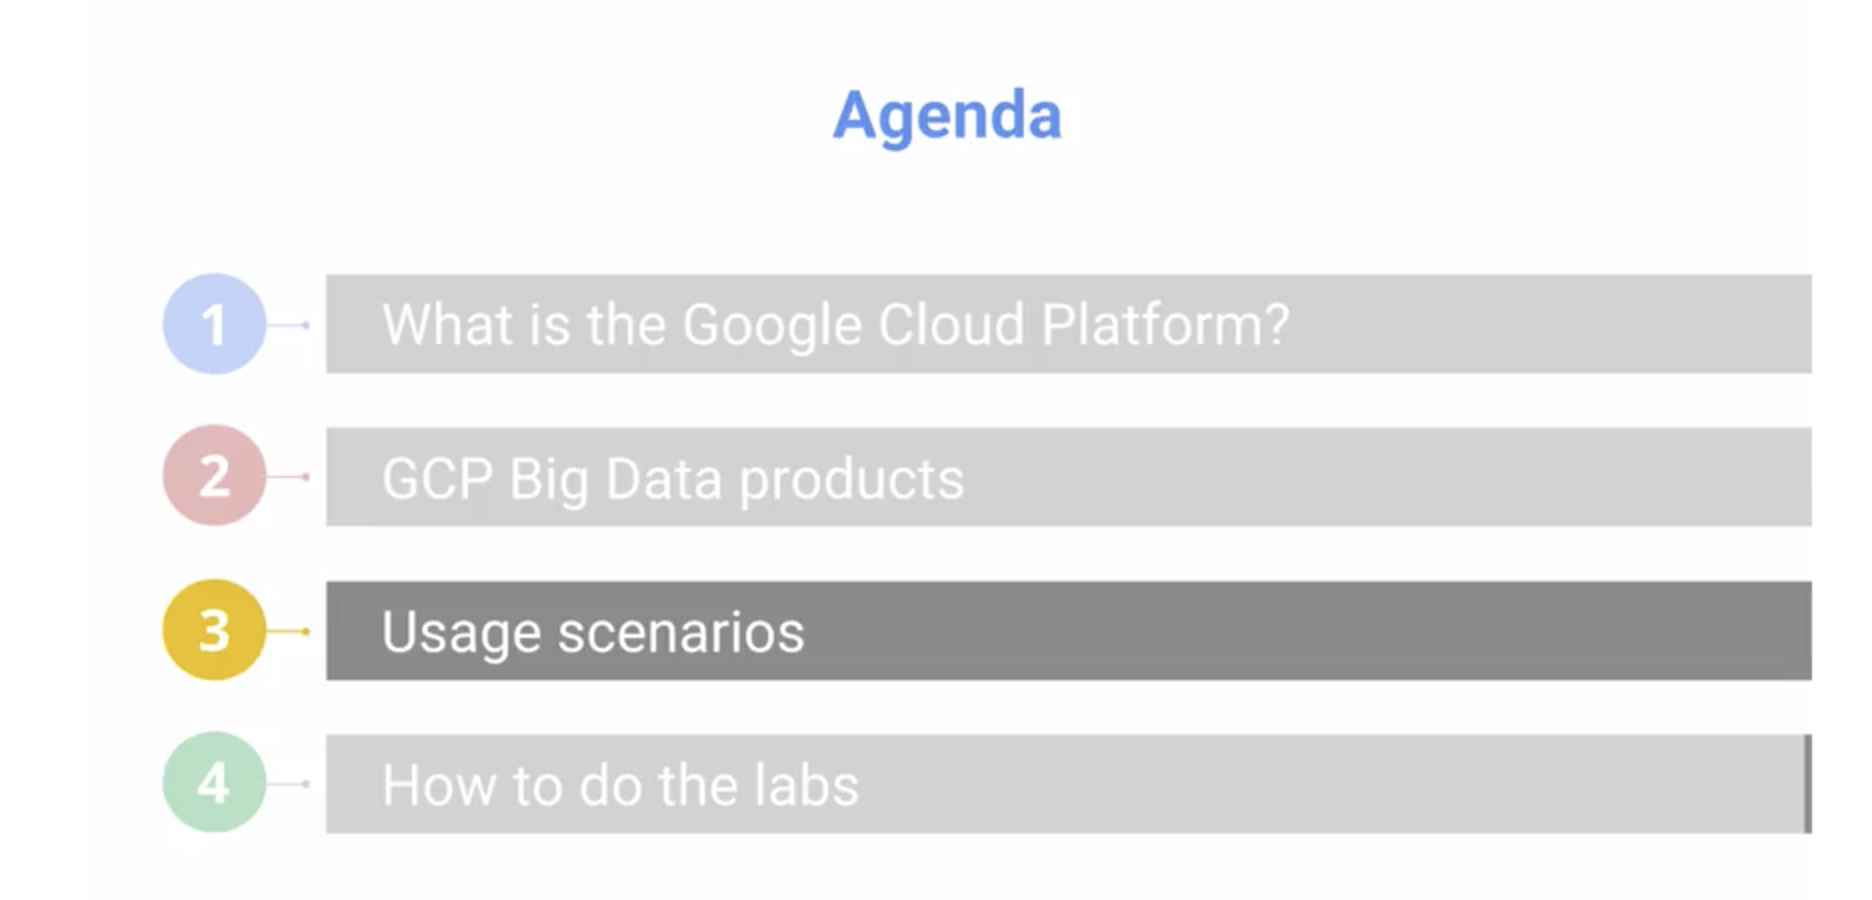 Agenda
1 What is the Google Cloud Platform?
2 GCP Big Data products
3 Usage scenarios
4 How to do the labs